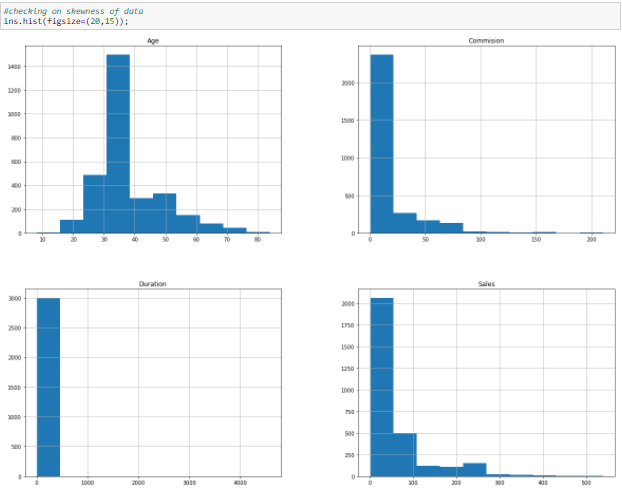 #checking on skewness of data
ins.hist(figsize=(20,15));
Age
1400
1200
1000
800
600
400
200
0
10 20 30 40 50 60 70 80
Commision
2000
1500
1000
500
0
0 50 100 150 200
Duration
3000
2500
2000
1500
1000
500
0
0 1000 2000 3000 4000
Sales
2000
1750
1500
1250
1000
750
500
250
0
0 100 200 300 400 500